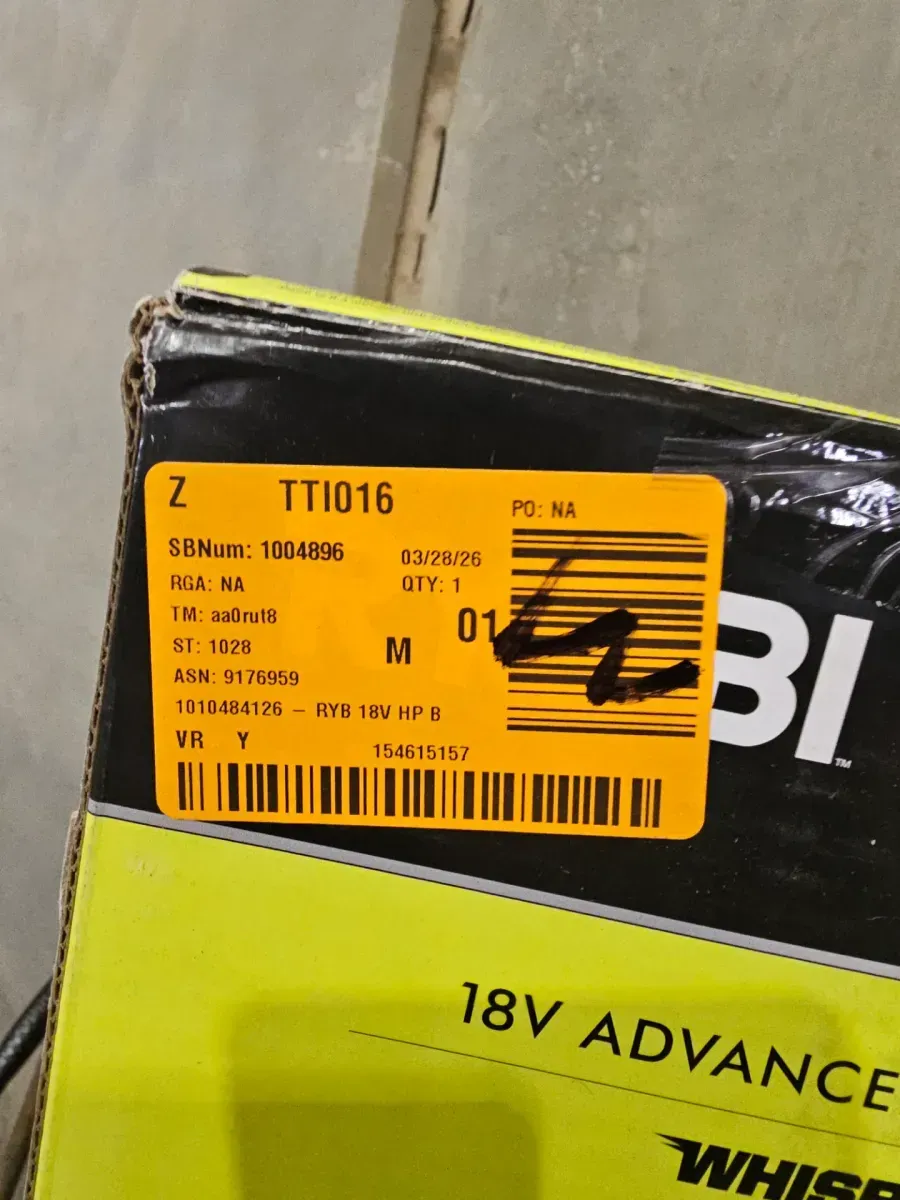 Z TTI016 PO: NA
SBNum: 1004896 03/28/26
RGA: NA QTY: 1
TM: aa0rut8
ST: 1028 M 01
ASN: 9176959
1010484126 – RYB 18V HP B
VR Y 154615157
BI™
18V ADVANCE
WHISP